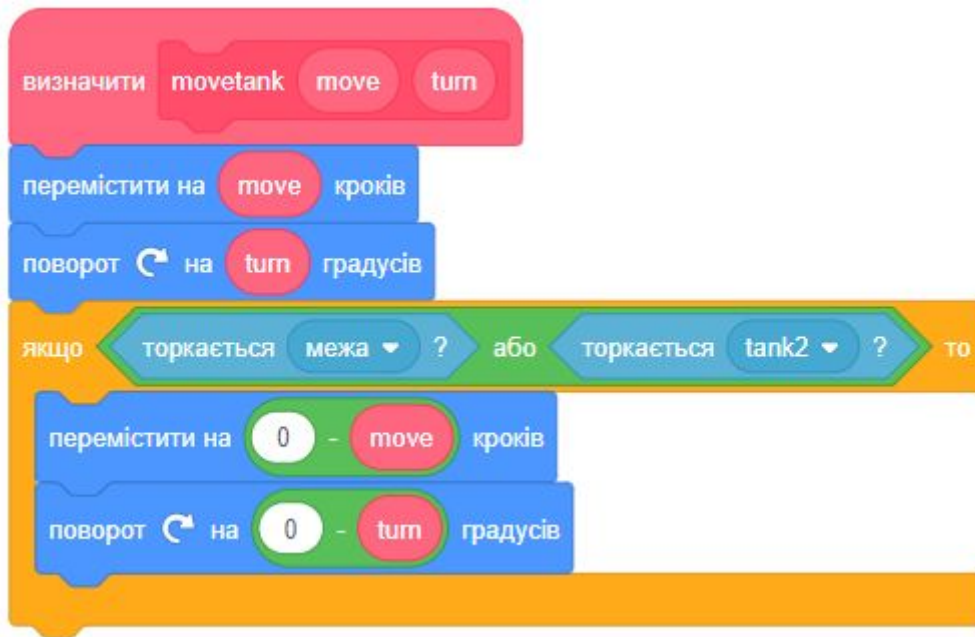 визначити movetank move turn
перемістити на move кроків
поворот на turn градусів
якщо торкається межа ? або торкається tank2 ? то
перемістити на 0 - move кроків
поворот на 0 - turn градусів